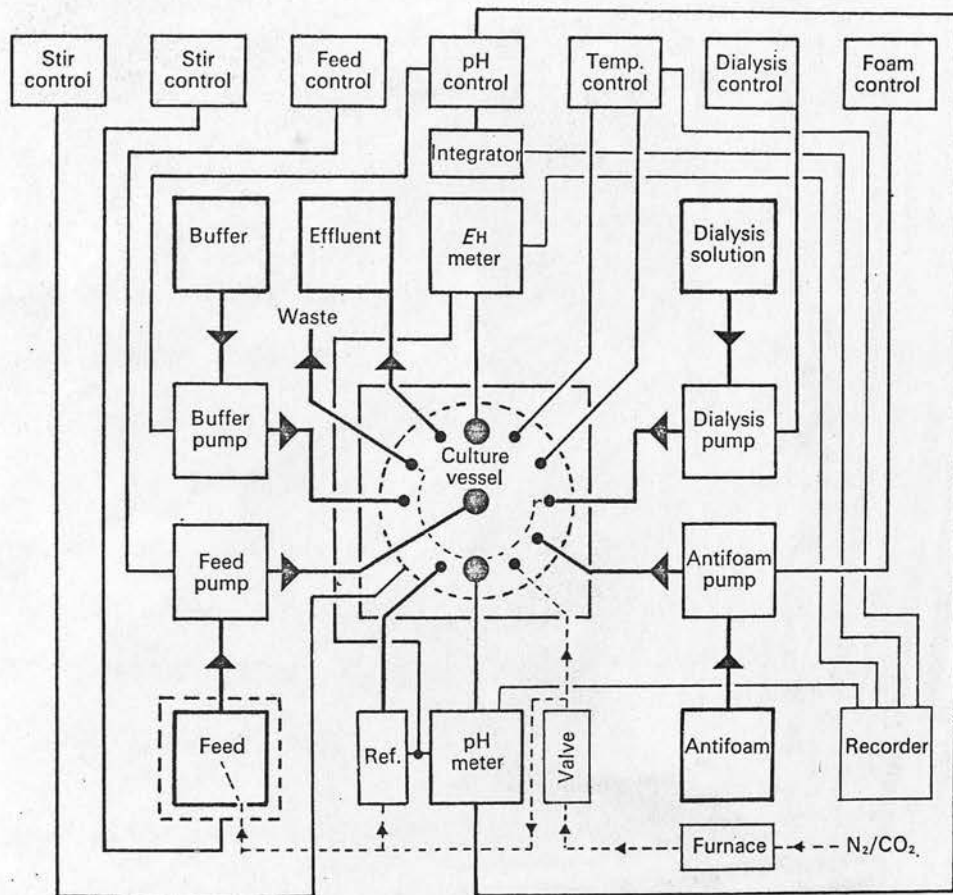 Stir
control
Stir
control
Feed
control
pH
control
Temp.
control
Dialysis
control
Foam
control
Integrator
Buffer
Effluent
EH
meter
Dialysis
solution
Waste
Buffer
pump
Culture
vessel
Dialysis
pump
Feed
pump
Antifoam
pump
Feed
Ref.
pH
meter
Valve
Antifoam
Recorder
Furnace
N₂/CO₂